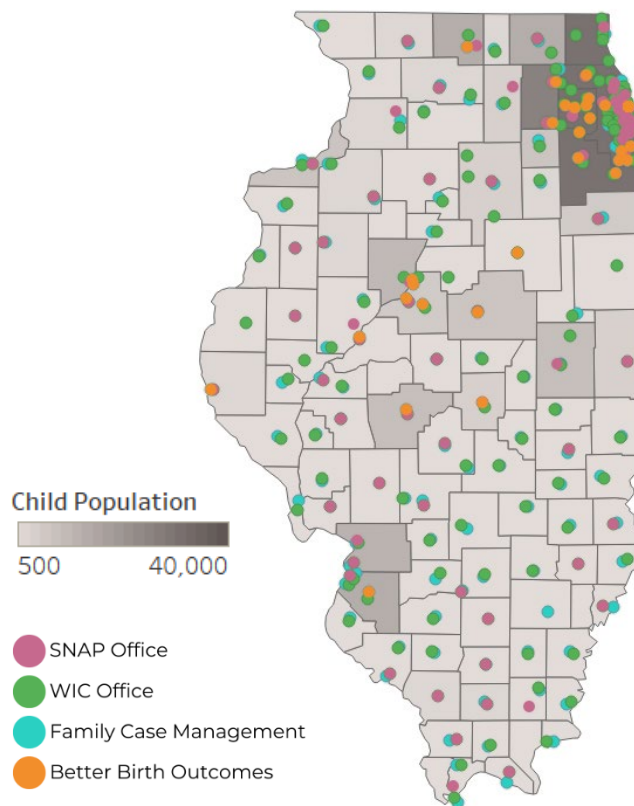 Child Population
500 40,000
SNAP Office
WIC Office
Family Case Management
Better Birth Outcomes